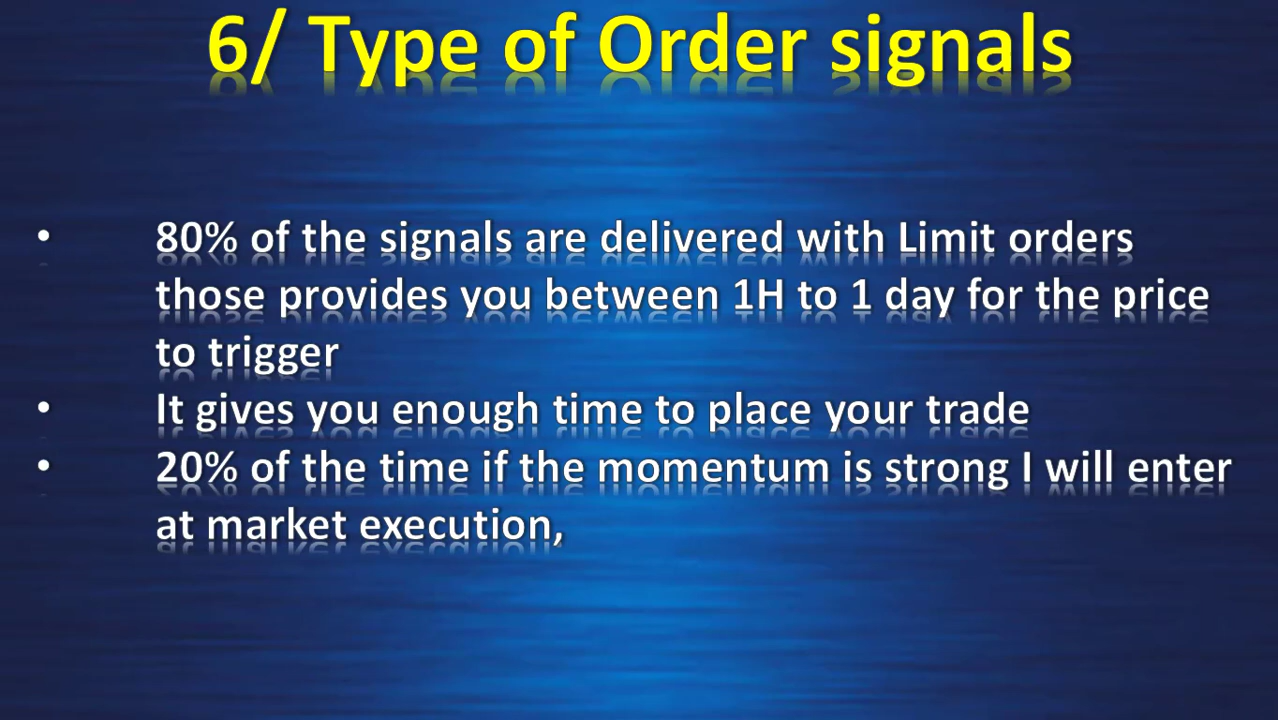 6/ Type of Order signals
• 80% of the signals are delivered with Limit orders
those provides you between 1H to 1 day for the price
to trigger
• It gives you enough time to place your trade
• 20% of the time if the momentum is strong I will enter
at market execution,